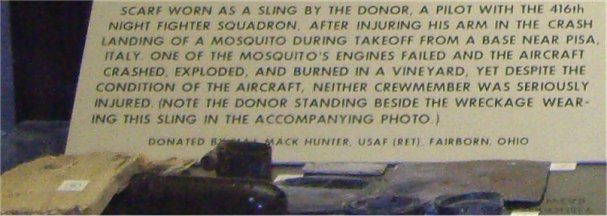 SCARF WORN AS A SLING BY THE DONOR, A PILOT WITH THE 416th
NIGHT FIGHTER SQUADRON, AFTER INJURING HIS ARM IN THE CRASH
LANDING OF A MOSQUITO DURING TAKEOFF FROM A BASE NEAR PISA,
ITALY. ONE OF THE MOSQUITO'S ENGINES FAILED AND THE AIRCRAFT
CRASHED, EXPLODED, AND BURNED IN A VINEYARD, YET DESPITE THE
CONDITION OF THE AIRCRAFT, NEITHER CREWMEMBER WAS SERIOUSLY
INJURED. (NOTE THE DONOR STANDING BESIDE THE WRECKAGE WEAR-
ING THIS SLING IN THE ACCOMPANYING PHOTO.)
DONATED BY MACK HUNTER, USAF (RET), FAIRBORN, OHIO